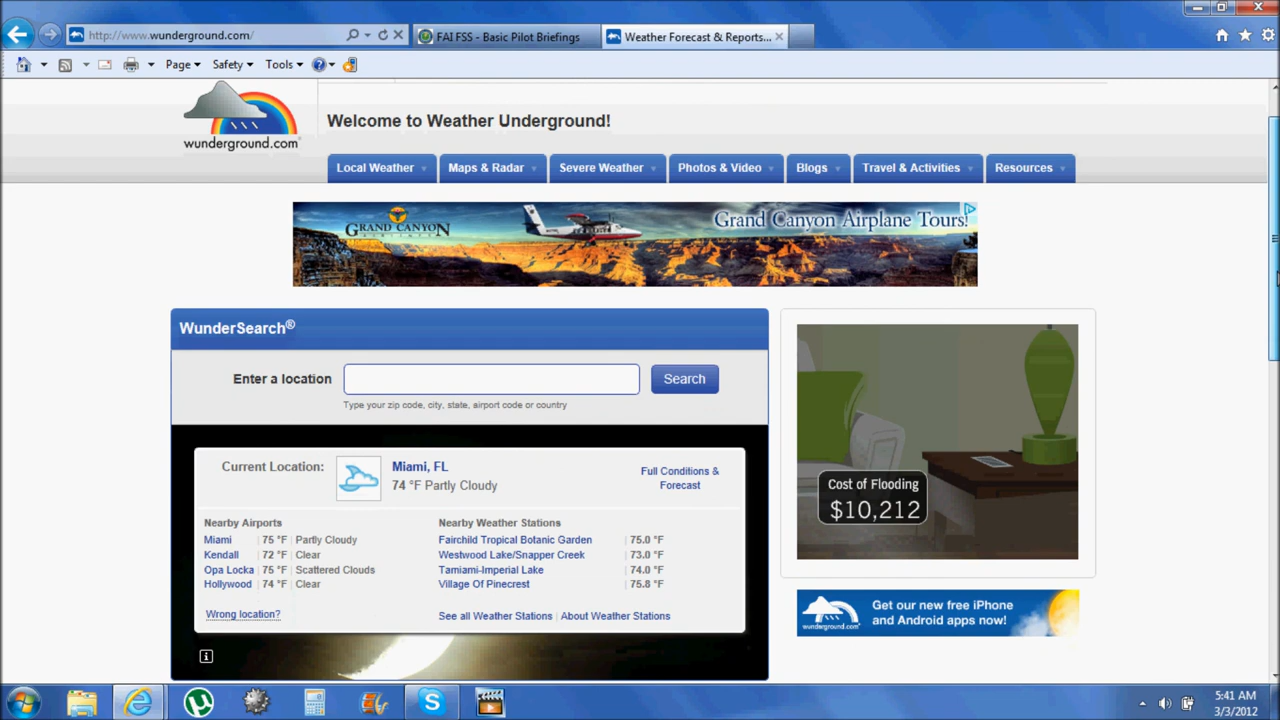 http://www.wunderground.com/
FAI FSS - Basic Pilot Briefings
Weather Forecast & Reports...
Page
Safety
Tools
wunderground.com
Welcome to Weather Underground!
Local Weather
Maps & Radar
Severe Weather
Photos & Video
Blogs
Travel & Activities
Resources
GRAND CANYON
AIRLINES
Grand Canyon Airplane Tours!
WunderSearch®
Enter a location
Search
Type your zip code, city, state, airport code or country
Current Location:
Miami, FL
74 °F Partly Cloudy
Full Conditions &
Forecast
Nearby Airports
Miami 75 °F Partly Cloudy
Kendall 72 °F Clear
Opa Locka 75 °F Scattered Clouds
Hollywood 74 °F Clear
Wrong location?
Nearby Weather Stations
Fairchild Tropical Botanic Garden 75.0 °F
Westwood Lake/Snapper Creek 73.0 °F
Tamiami-Imperial Lake 74.0 °F
Village Of Pinecrest 75.8 °F
See all Weather Stations | About Weather Stations
Cost of Flooding
$10,212
wunderground.com
Get our new free iPhone
and Android apps now!
5:41 AM
3/3/2012